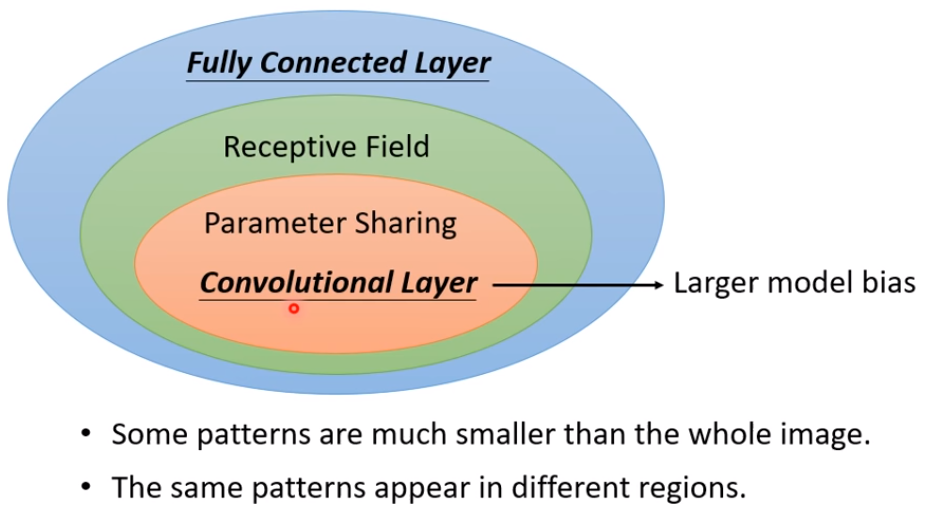 Fully Connected Layer
Receptive Field
Parameter Sharing
Convolutional Layer
Larger model bias
• Some patterns are much smaller than the whole image.
• The same patterns appear in different regions.